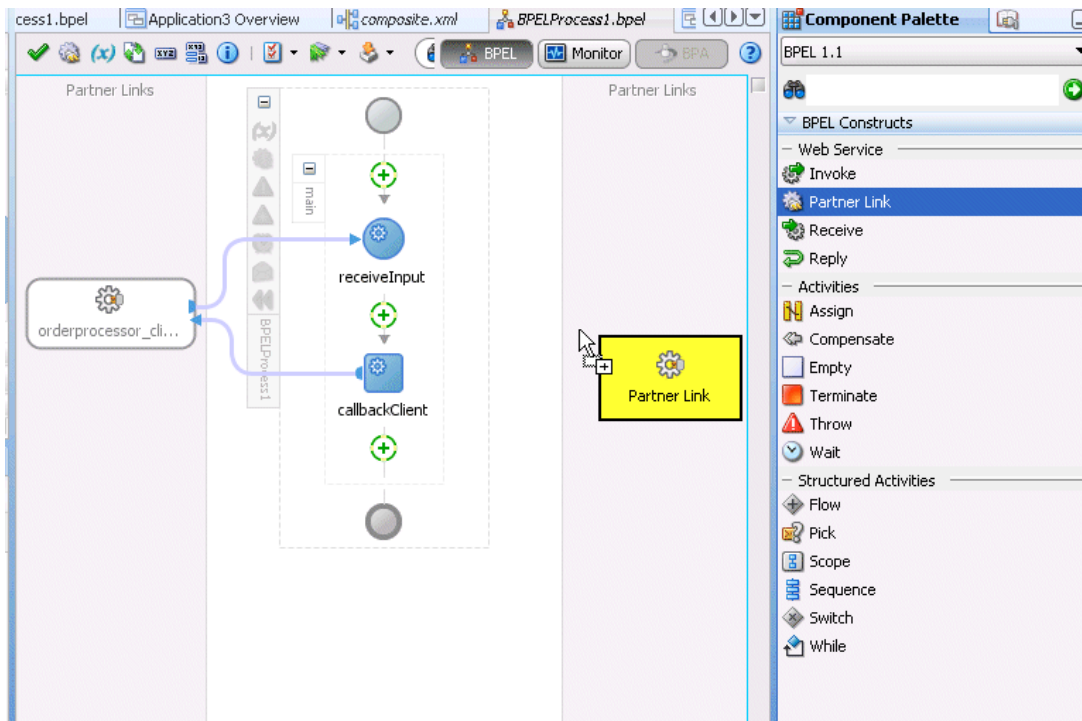 cess1.bpel Application3 Overview composite.xml BPELProcess1.bpel
Component Palette
(x) XYZ BPEL Monitor BPA
BPEL 1.1
Partner Links
Partner Links
BPEL Constructs
Web Service
Invoke
Partner Link
Receive
Reply
Activities
Assign
Compensate
Empty
Terminate
Throw
Wait
Structured Activities
Flow
Pick
Scope
Sequence
Switch
While
(x)
main
receiveInput
orderprocessor_cli...
BPELProcess1
callbackClient
Partner Link